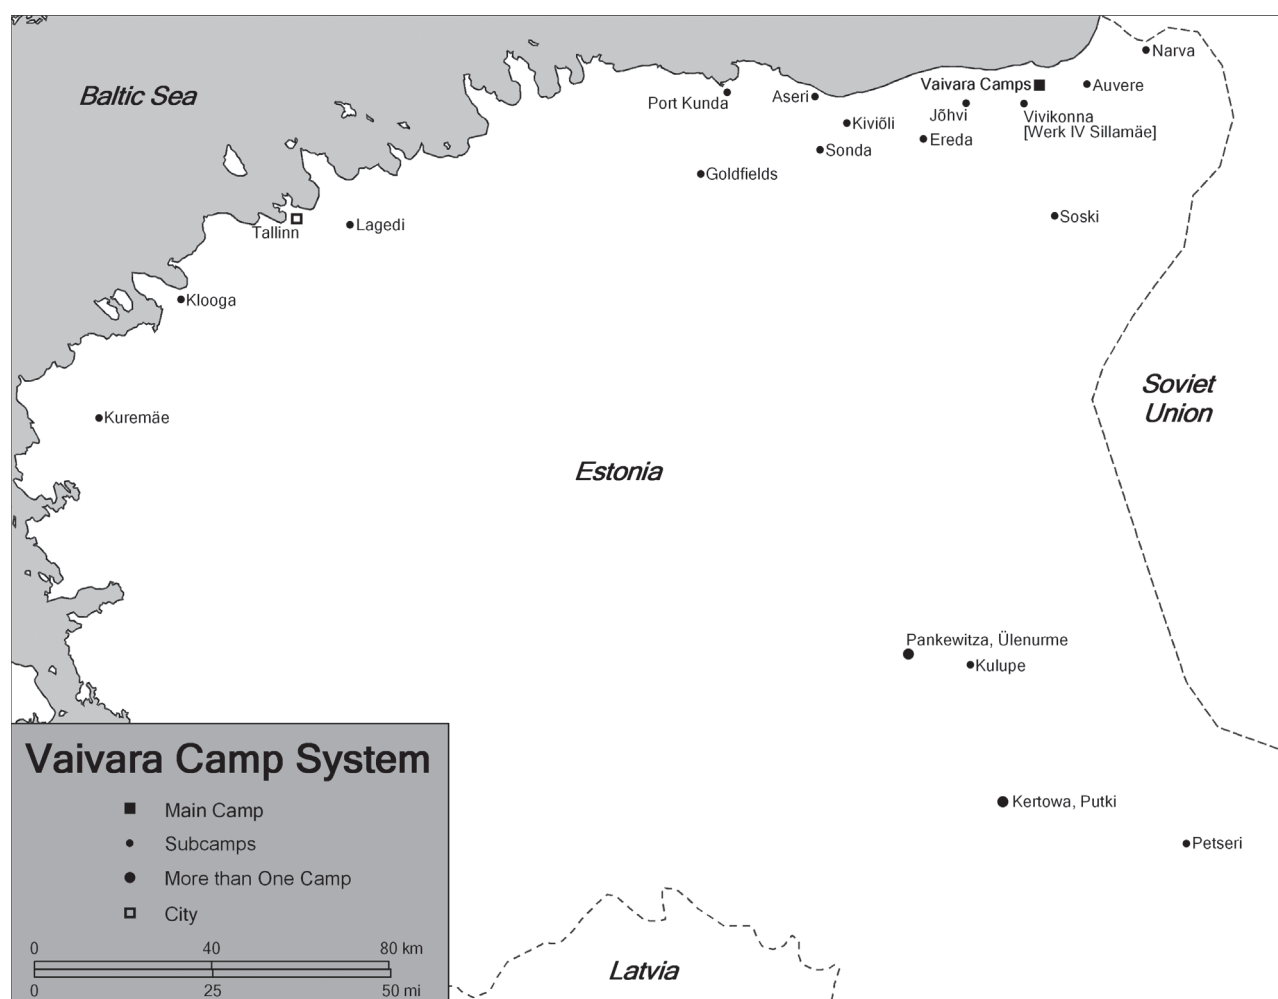 Baltic Sea
Narva
Vaivara Camps
Auvere
Port Kunda
Aseri
Jõhvi
Vivikonna
[Werk IV Sillamäe]
Kiviõli
Ereda
Sonda
Goldfields
Soski
Tallinn
Lagedi
Klooga
Soviet
Union
Kuremäe
Estonia
Pankewitza, Ülenurme
Kulupe
Kertowa, Putki
Petseri
Latvia
Vaivara Camp System
Main Camp
Subcamps
More than One Camp
City
0 40 80 km
0 25 50 mi